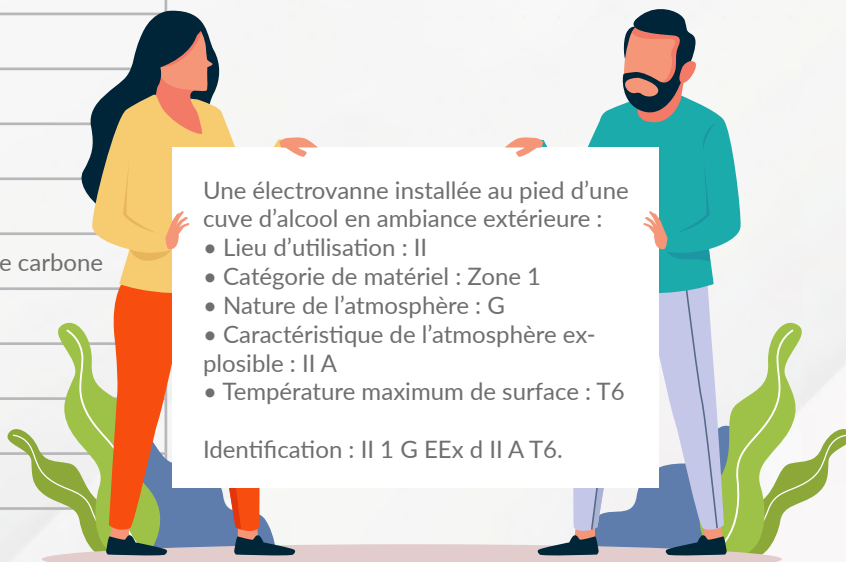 e carbone
Une électrovanne installée au pied d’une
cuve d’alcool en ambiance extérieure :
• Lieu d’utilisation : II
• Catégorie de matériel : Zone 1
• Nature de l’atmosphère : G
• Caractéristique de l’atmosphère ex-
plosible : II A
• Température maximum de surface : T6
Identification : II 1 G EEx d II A T6.